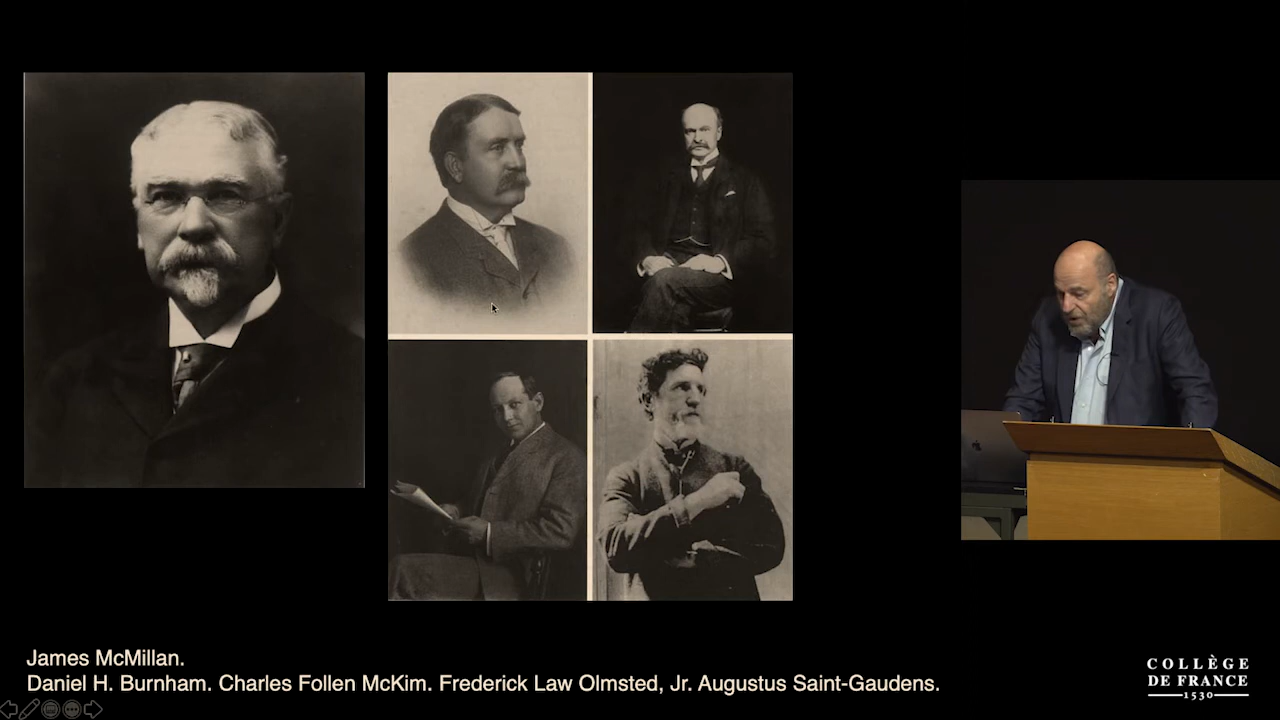 James McMillan.
Daniel H. Burnham. Charles Follen McKim. Frederick Law Olmsted, Jr. Augustus Saint-Gaudens.
COLLÈGE
DE FRANCE
1530